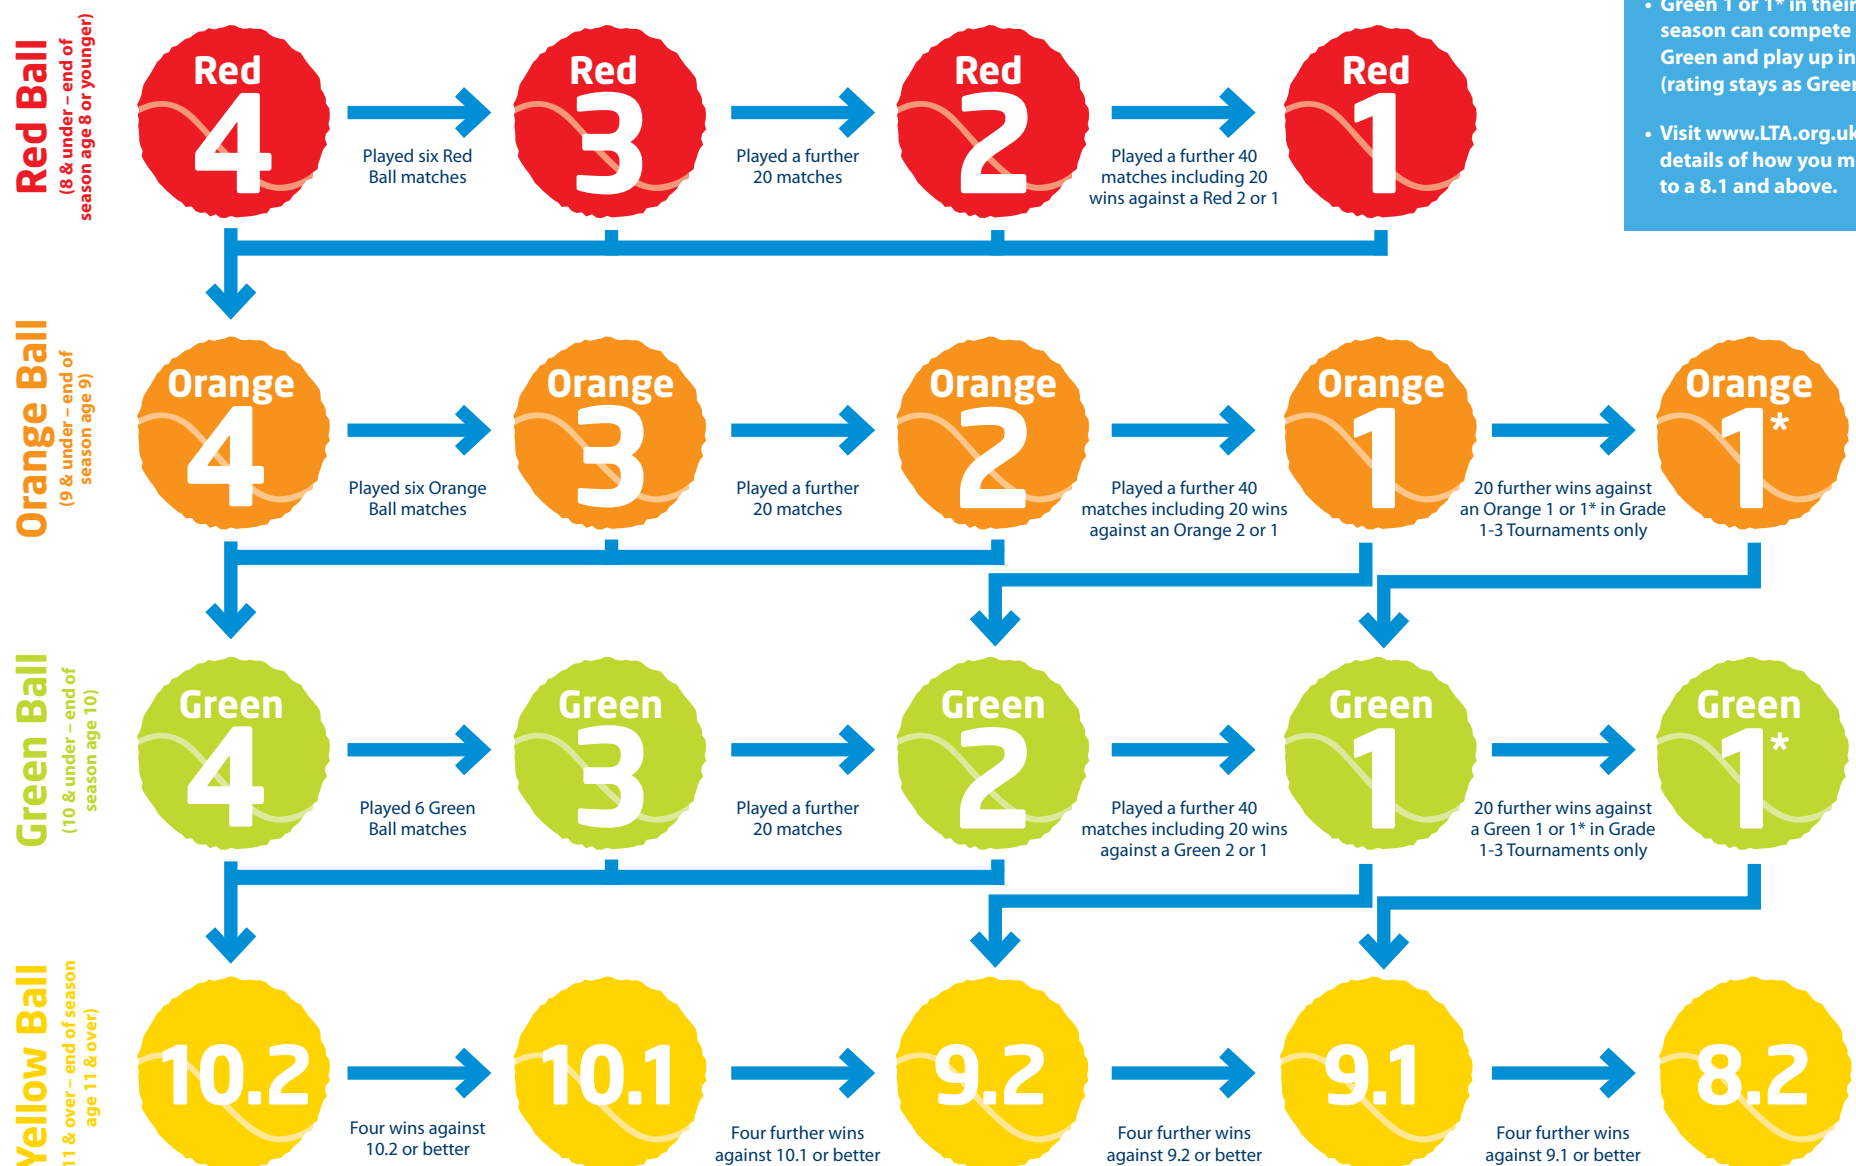 • Green 1 or 1* in their
season can compete
Green and play up in
(rating stays as Green
• Visit www.LTA.org.uk
details of how you m
to a 8.1 and above.
Red Ball
(8 & under – end of
season age 8 or younger)
Red
4
Played six Red
Ball matches
Red
3
Played a further
20 matches
Red
2
Played a further 40
matches including 20
wins against a Red 2 or 1
Red
1
Orange Ball
(9 & under – end of
season age 9)
Orange
4
Played six Orange
Ball matches
Orange
3
Played a further
20 matches
Orange
2
Played a further 40
matches including 20 wins
against an Orange 2 or 1
Orange
1
20 further wins against
an Orange 1 or 1* in Grade
1-3 Tournaments only
Orange
1*
Green Ball
(10 & under – end of
season age 10)
Green
4
Played 6 Green
Ball matches
Green
3
Played a further
20 matches
Green
2
Played a further 40
matches including 20 wins
against a Green 2 or 1
Green
1
20 further wins against
a Green 1 or 1* in Grade
1-3 Tournaments only
Green
1*
Yellow Ball
11 & over – end of season
age 11 & over)
10.2
Four wins against
10.2 or better
10.1
Four further wins
against 10.1 or better
9.2
Four further wins
against 9.2 or better
9.1
Four further wins
against 9.1 or better
8.2